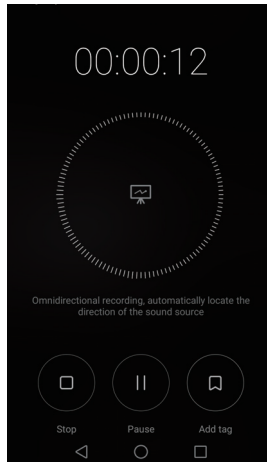 00:00:12
Omnidirectional recording, automatically locate the
direction of the sound source
Stop Pause Add tag